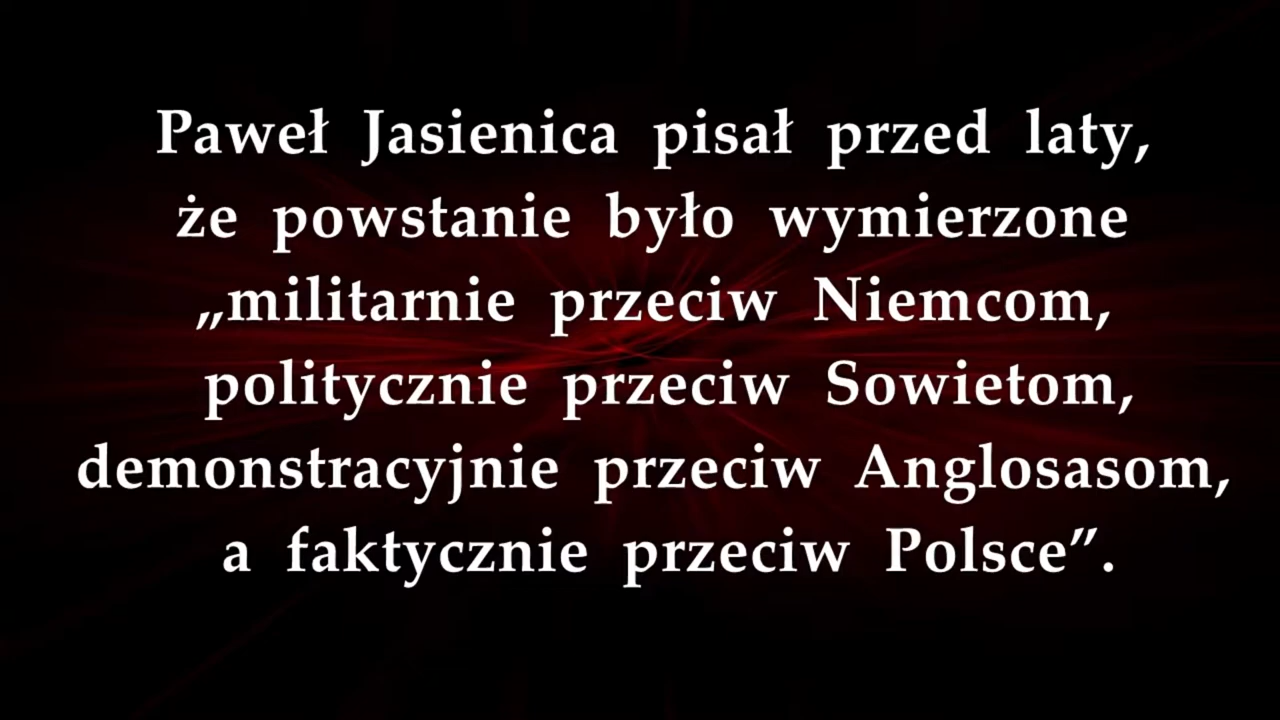 Paweł Jasienica pisał przed laty,
że powstanie było wymierzone
„militarnie przeciw Niemcom,
politycznie przeciw Sowietom,
demonstracyjnie przeciw Anglosasom,
a faktycznie przeciw Polsce”.